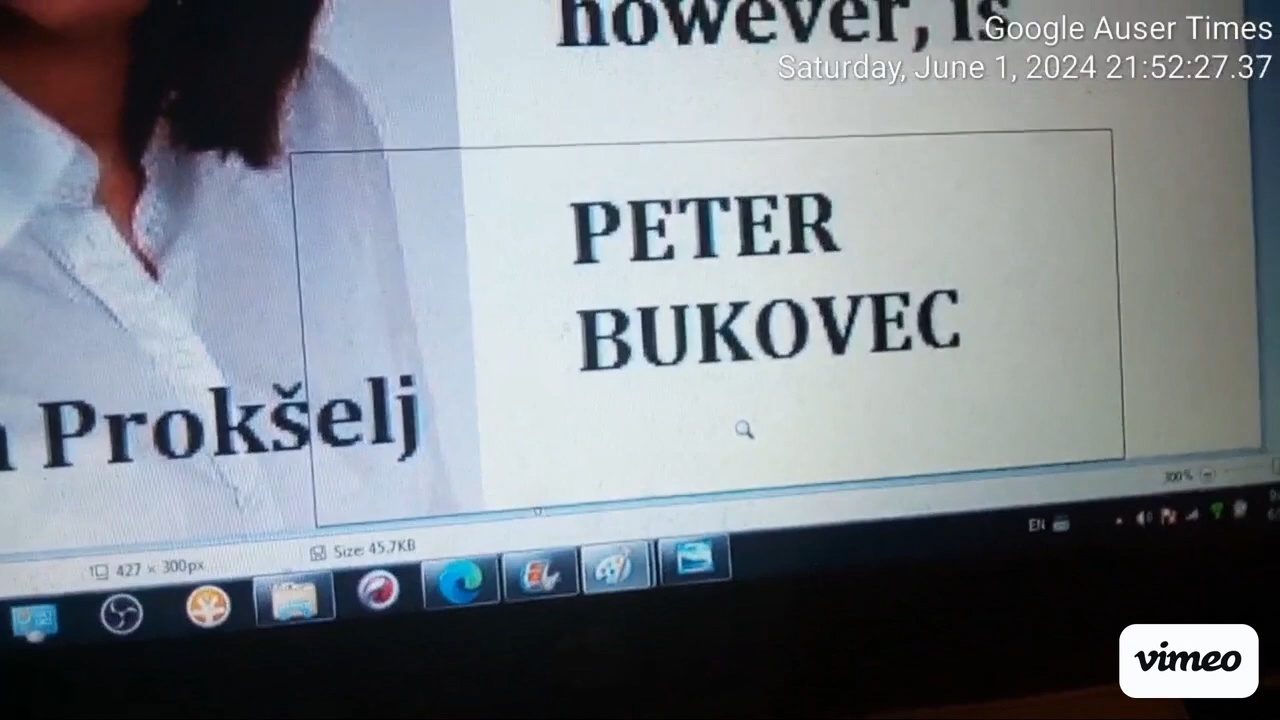 however, is
Google Auser Times
Saturday, June 1, 2024 21:52:27.37
PETER
BUKOVEC
Prokšelj
300%
EN
Size: 45.7KB
427 × 300px
vimeo